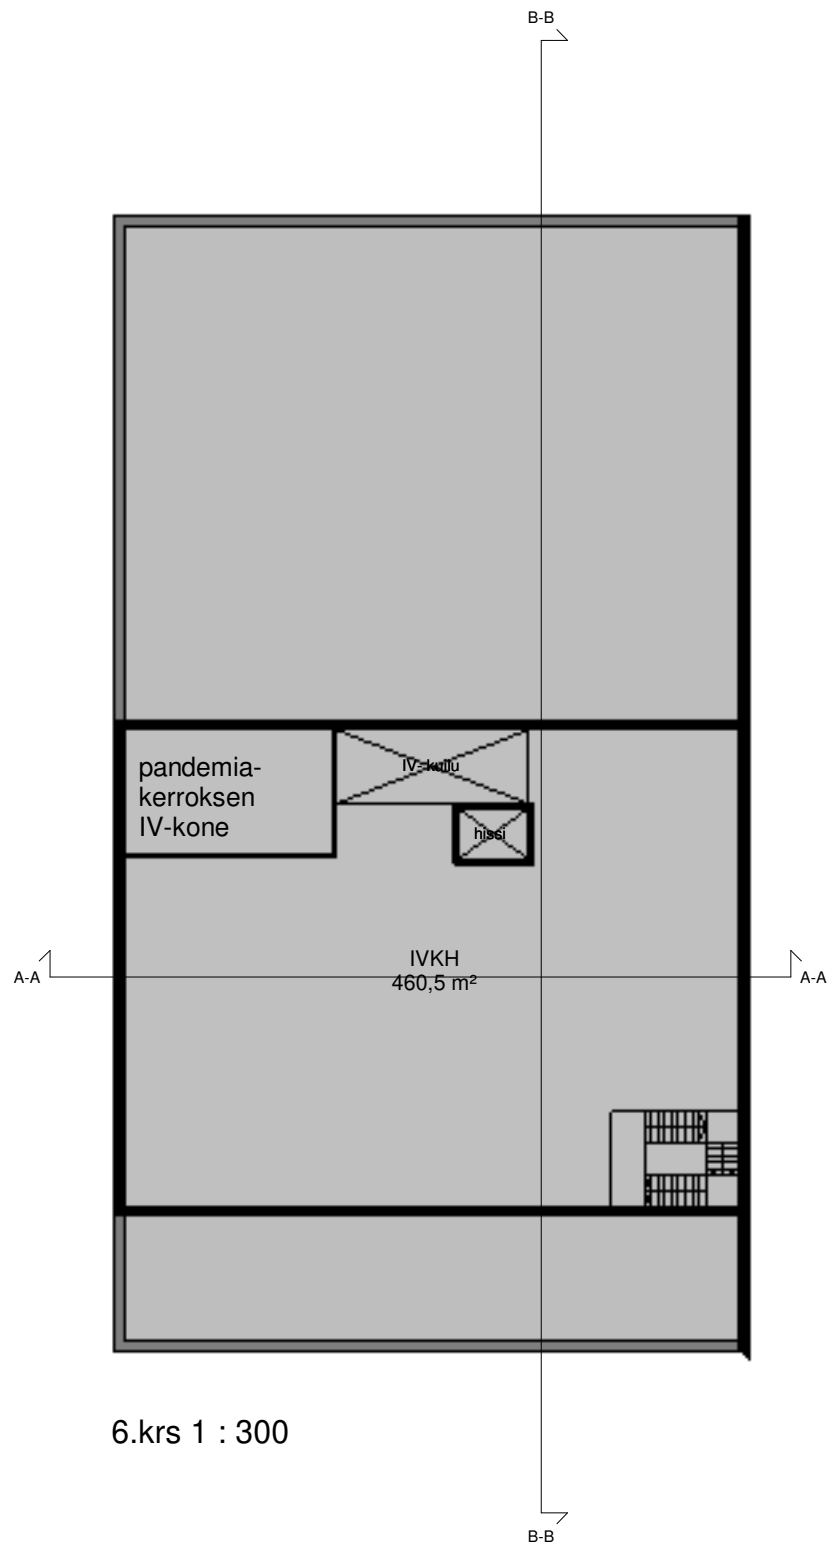 B-B
pandemia-
kerroksen
IV-kone
IV- kuilu
hissi
IVKH
460,5 m²
A-A
A-A
6.krs 1 : 300
B-B